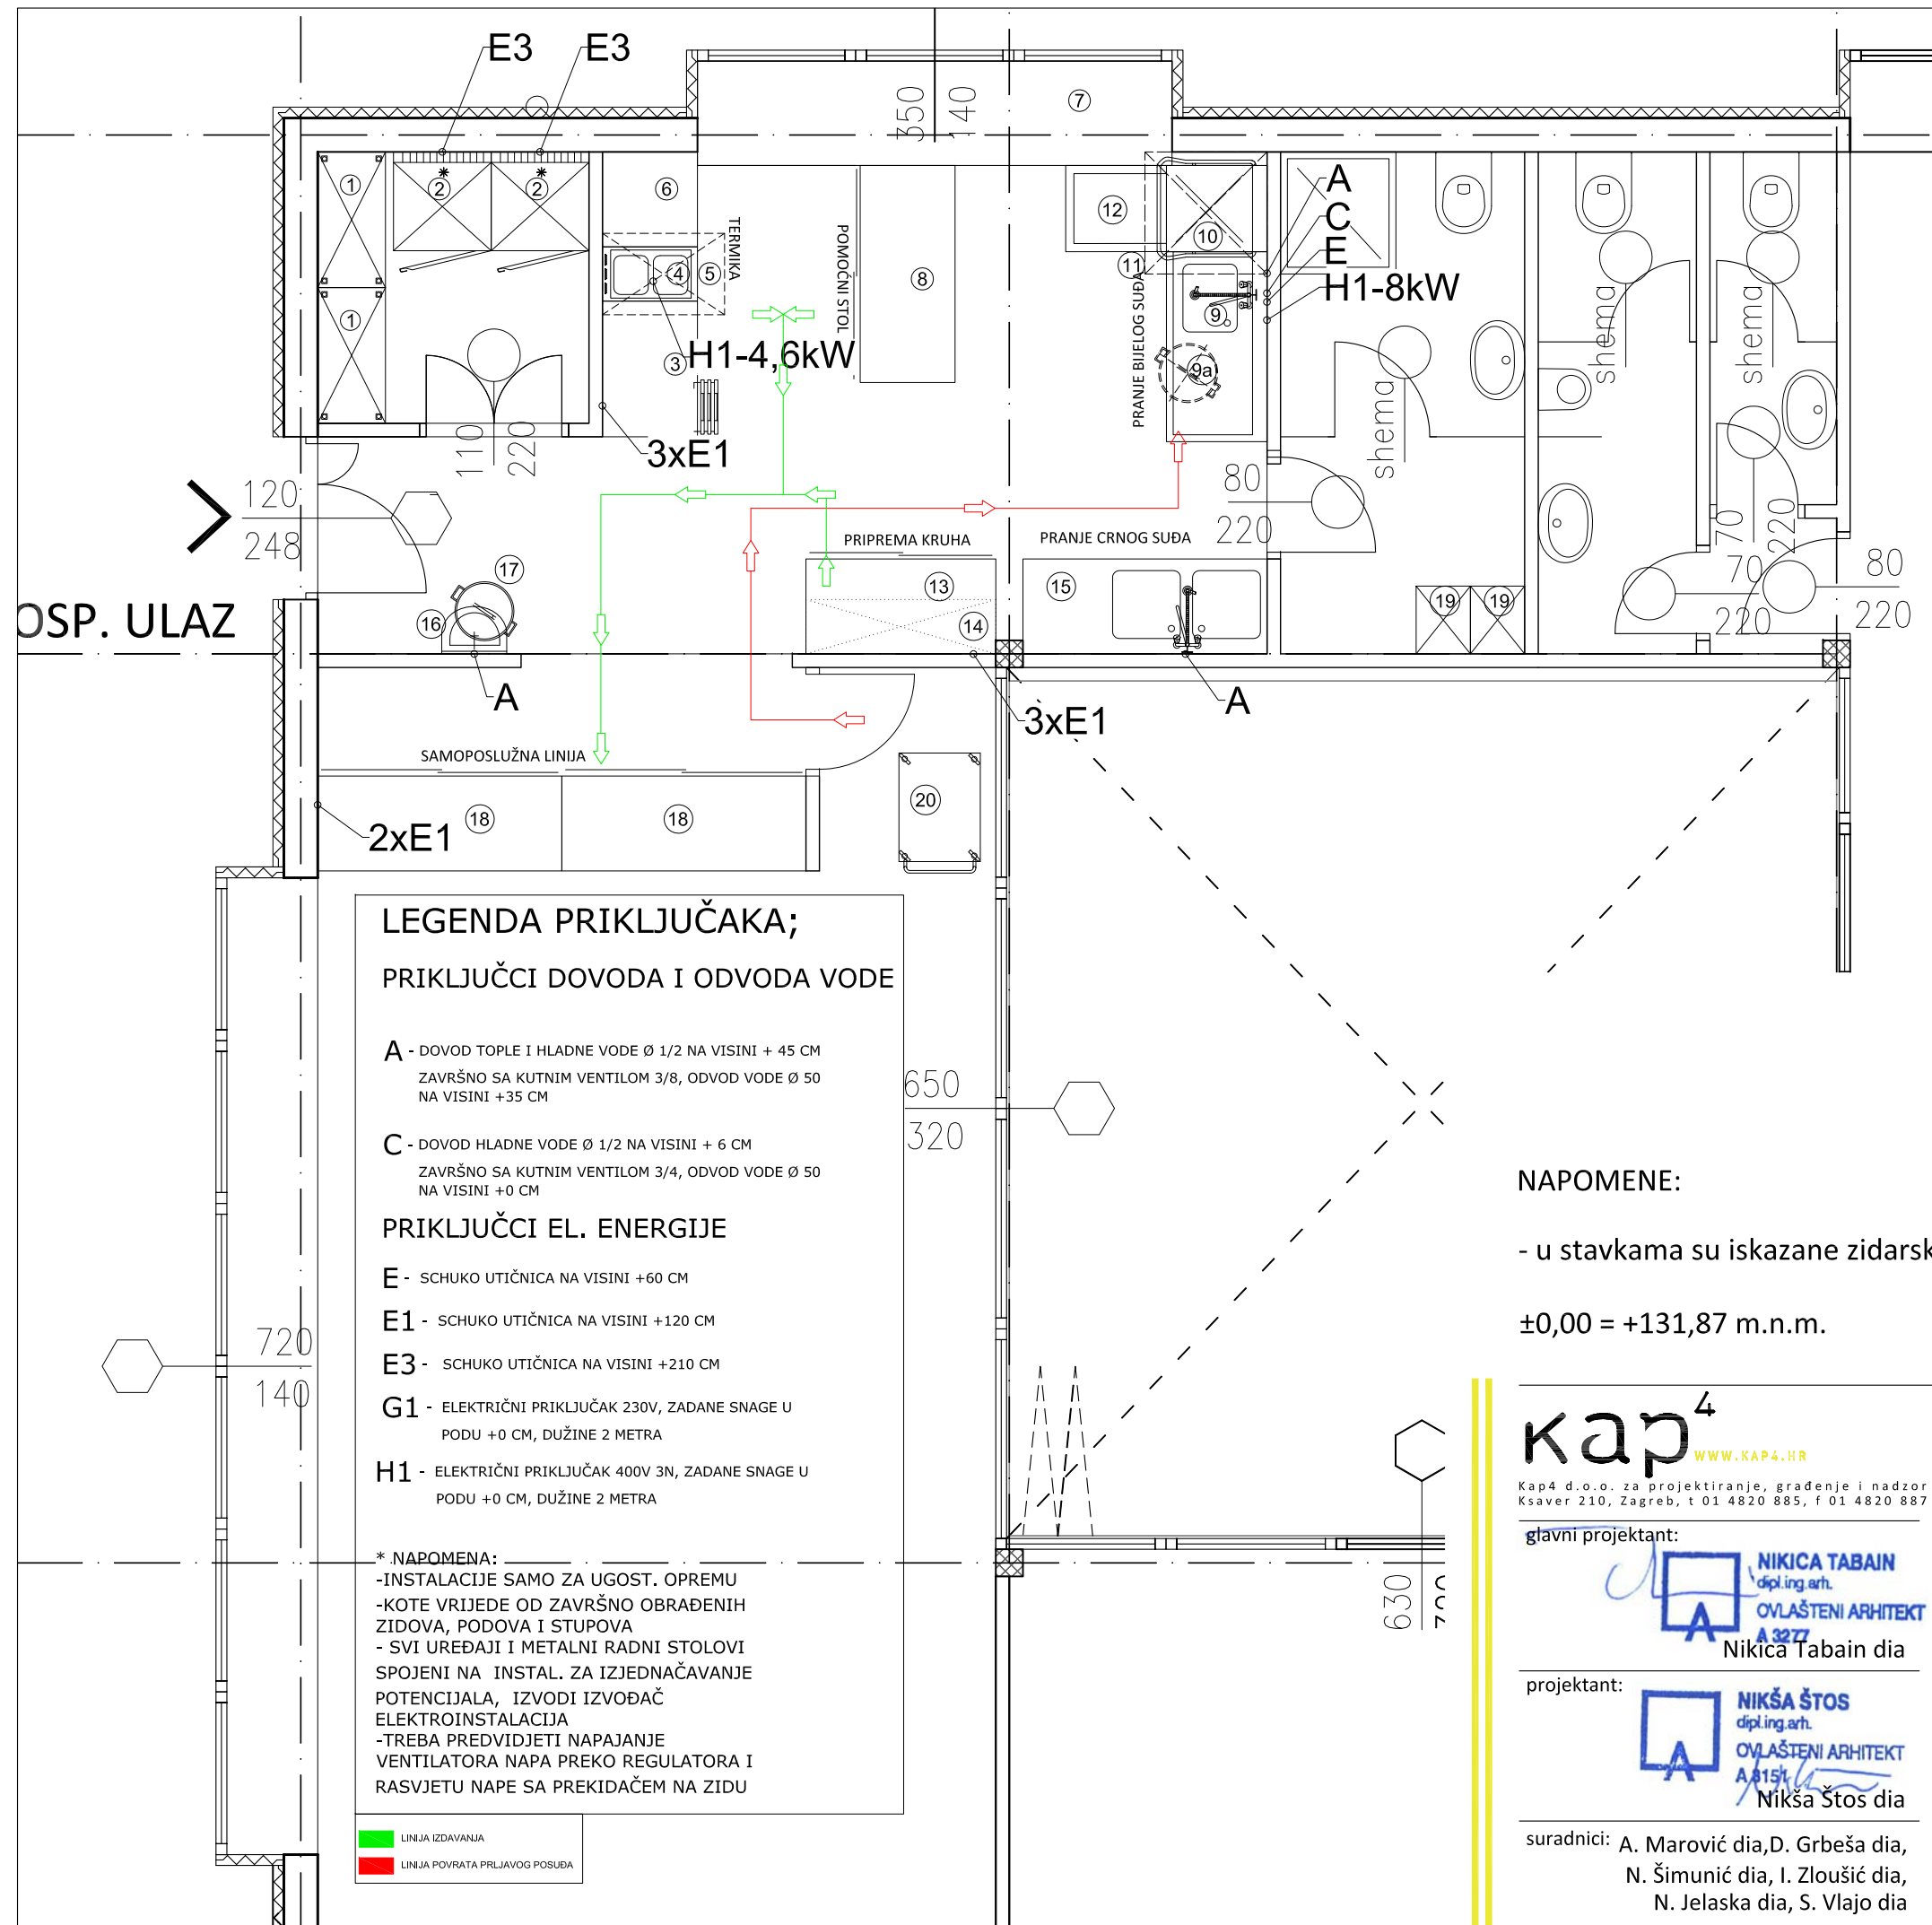 E3
E3
350
140
7
1
2
2
6
TERMIKA
POMOĆNI STOL
8
12
10
11
A
C
E
H1-8kW
4
5
1
3
H1-4,6kW
PRANJE BIJELOG SUĐA
9
9a
shema
shema
shema
110
220
3xE1
120
248
80
220
PRIPREMA KRUHA
PRANJE CRNOG SUĐA
70
220
70
220
80
220
17
16
13
14
15
19
19
OSP. ULAZ
A
3xE1
A
SAMOPOSLUŽNA LINIJA
18
18
20
2xE1
LEGENDA PRIKLJUČAKA;
PRIKLJUČCI DOVODA I ODVODA VODE
A - DOVOD TOPLE I HLADNE VODE Ø 1/2 NA VISINI + 45 CM
ZAVRŠNO SA KUTNIM VENTILOM 3/8, ODVOD VODE Ø 50
NA VISINI +35 CM
C - DOVOD HLADNE VODE Ø 1/2 NA VISINI + 6 CM
ZAVRŠNO SA KUTNIM VENTILOM 3/4, ODVOD VODE Ø 50
NA VISINI +0 CM
PRIKLJUČCI EL. ENERGIJE
E - SCHUKO UTIČNICA NA VISINI +60 CM
E1 - SCHUKO UTIČNICA NA VISINI +120 CM
E3 - SCHUKO UTIČNICA NA VISINI +210 CM
G1 - ELEKTRIČNI PRIKLJUČAK 230V, ZADANE SNAGE U
PODU +0 CM, DUŽINE 2 METRA
H1 - ELEKTRIČNI PRIKLJUČAK 400V 3N, ZADANE SNAGE U
PODU +0 CM, DUŽINE 2 METRA
* NAPOMENA:
-INSTALACIJE SAMO ZA UGOST. OPREMU
-KOTE VRIJEDE OD ZAVRŠNO OBRAĐENIH
ZIDOVA, PODOVA I STUPOVA
- SVI UREĐAJI I METALNI RADNI STOLOVI
SPOJENI NA INSTAL. ZA IZJEDNAČAVANJE
POTENCIJALA, IZVODI IZVOĐAČ
ELEKTROINSTALACIJA
-TREBA PREDVIDJETI NAPAJANJE
VENTILATORA NAPA PREKO REGULATORA I
RASVJETU NAPE SA PREKIDAČEM NA ZIDU
LINIJA IZDAVANJA
LINIJA POVRATA PRLJAVOG POSUĐA
650
320
720
140
630
NAPOMENE:
- u stavkama su iskazane zidarsk
±0,00 = +131,87 m.n.m.
кар4
WWW.KAP4.HR
Kap4 d.o.o. za projektiranje, građenje i nadzor
Ksaver 210, Zagreb, t 01 4820 885, f 01 4820 887
glavni projektant:
NIKICA TABAIN
dipl.ing.arh.
OVLAŠTENI ARHITEKT
A 3277
Nikica Tabain dia
projektant:
NIKŠA ŠTOS
dipl.ing.arh.
OVLAŠTENI ARHITEKT
A 3151
Nikša Štos dia
suradnici: A. Marović dia,D. Grbeša dia,
N. Šimunić dia, I. Zloušić dia,
N. Jelaska dia, S. Vlajo dia